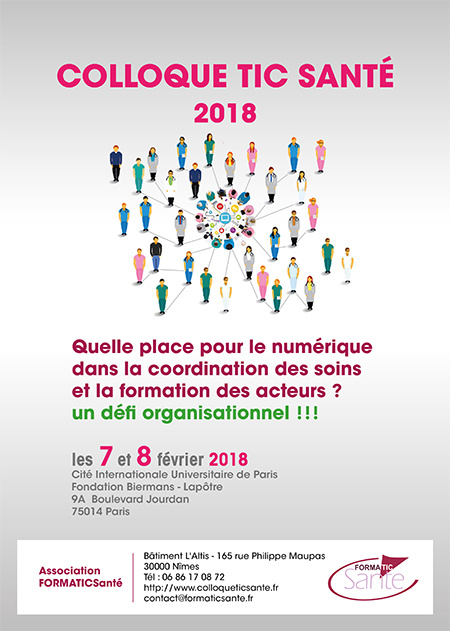 COLLOQUE TIC SANTÉ
2018
Quelle place pour le numérique
dans la coordination des soins
et la formation des acteurs ?
un défi organisationnel !!!
les 7 et 8 février 2018
Cité Internationale Universitaire de Paris
Fondation Biermans - Lapôtre
9A Boulevard Jourdan
75014 Paris
Association
FORMATICSanté
Bâtiment L'Altis - 165 rue Philippe Maupas
30000 Nîmes
Tél : 06 86 17 08 72
http://www.colloqueticsante.fr
contact@formaticsante.fr
FORMATIC
Santé